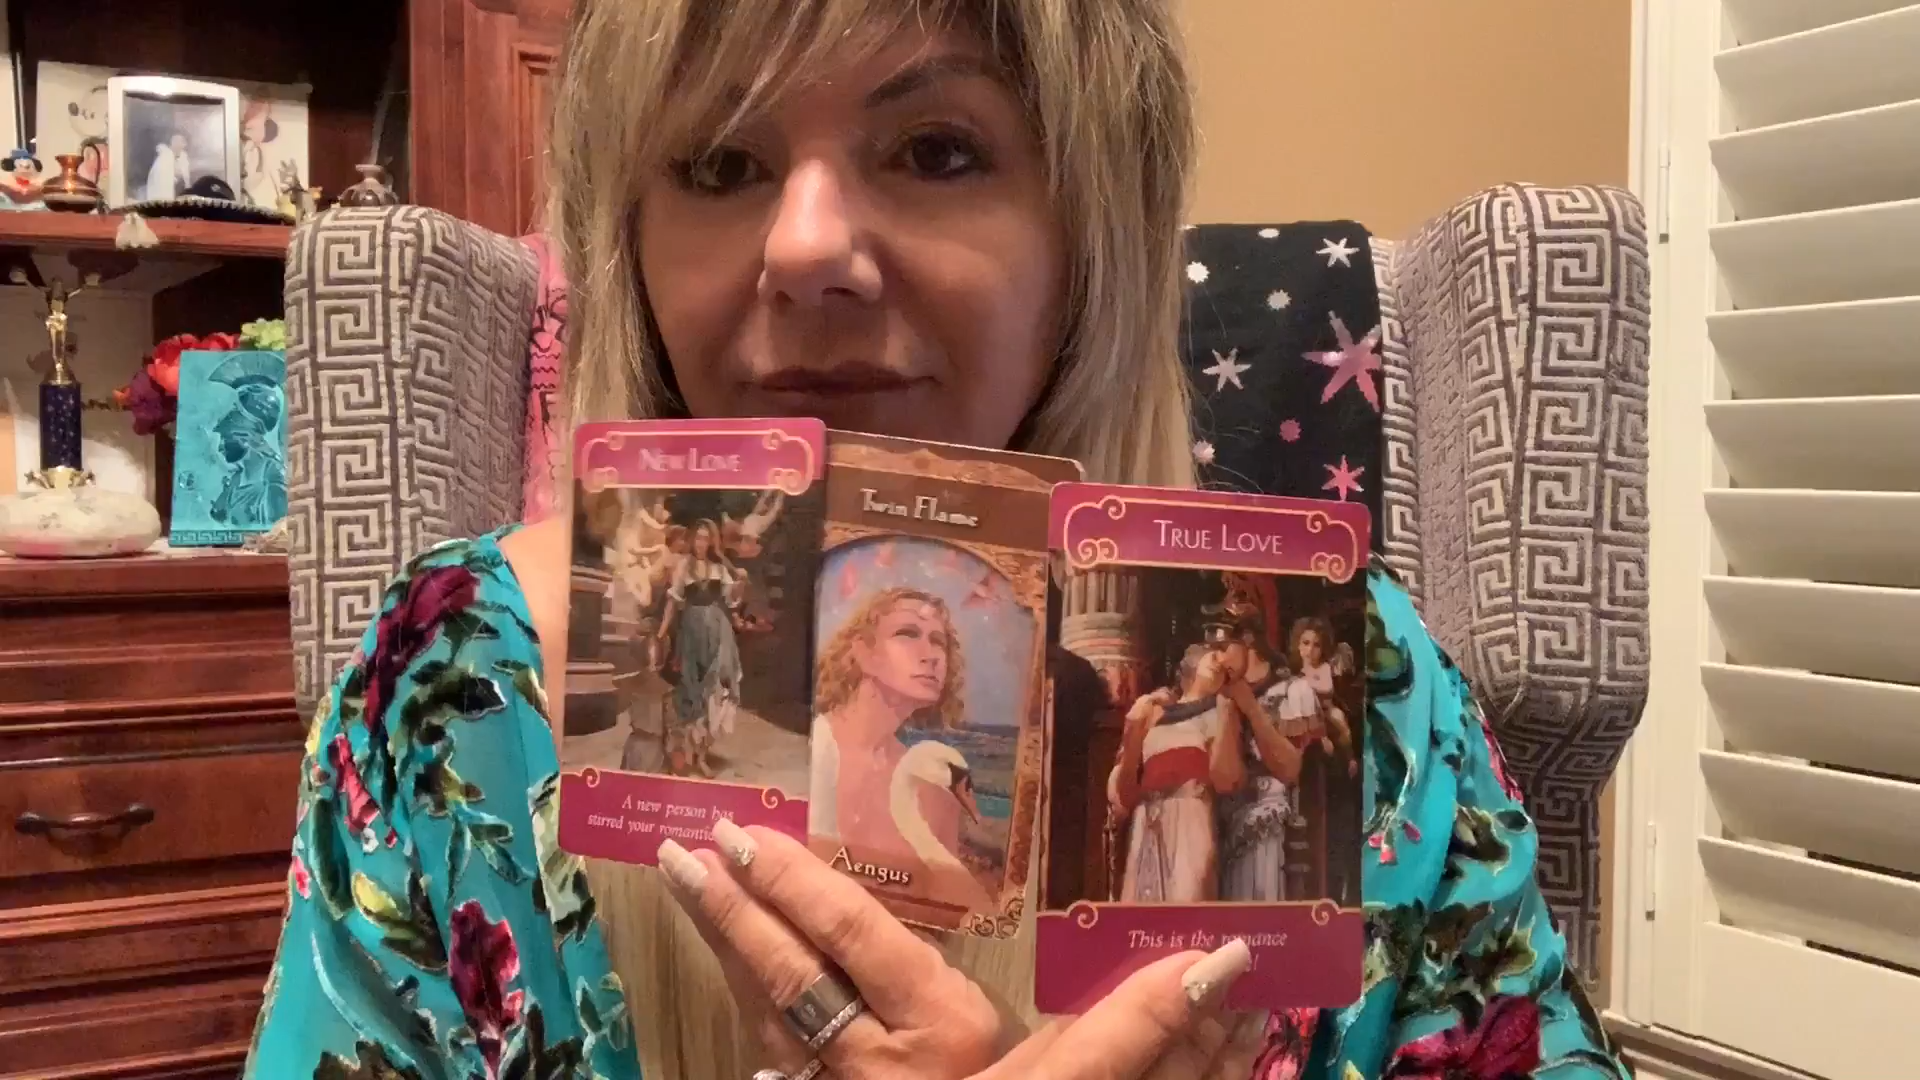 NEW LOVE
A new person has
stirred your romantic
Twin Flame
Aengus
TRUE LOVE
This is the romance